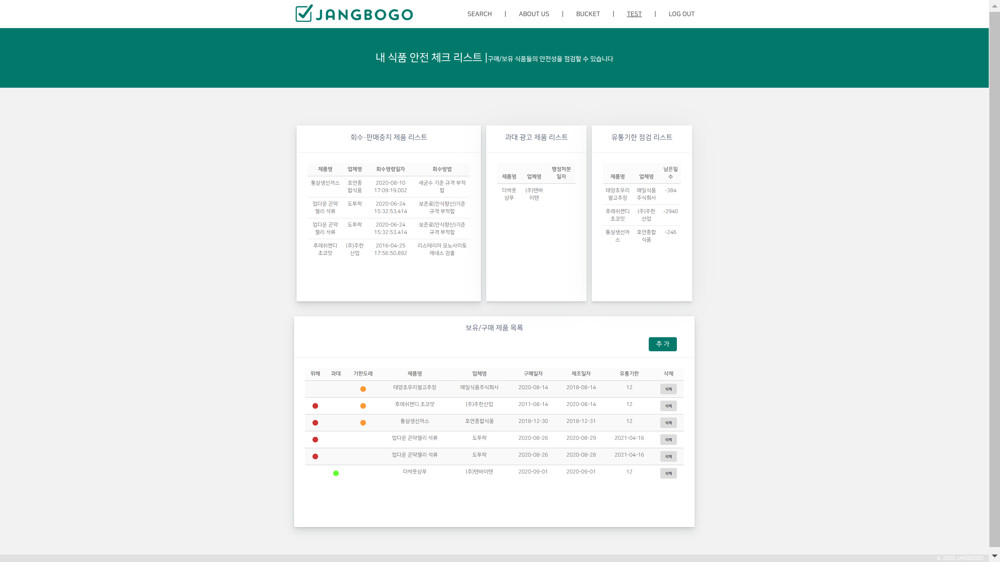 JANGBOGO
SEARCH | ABOUT US | BUCKET | TEST | LOG OUT
내 식품 안전 체크 리스트 |구매/보유 식품들의 안전성을 점검할 수 있습니다
회수·판매중지 제품 리스트
제품명 업체명 회수명령일자 회수방법
통살생선까스 호연종 2020-08-10 세균수 기준 규격 부적
합식품 17:09:19.002 합
업다운 곤약 도투락 2020-06-24 보존료(안식향산)기준
젤리 석류 15:32:53.414 규격 부적합
업다운 곤약 도투락 2020-06-24 보존료(안식향산)기준
젤리 석류 15:32:53.414 규격 부적합
후레쉬캔디 (주)주한 2016-04-25 리스테리아 모노사이토
초코맛 산업 17:56:50.892 제네스 검출
과대 광고 제품 리스트
행정처분
제품명 업체명 일자
더싹풋 (주)텐바
샴푸 이텐
유통기한 점검 리스트
남은일
제품명 업체명 수
태양초우리 매일식품 -384
쌀고추장 주식회사
후레쉬캔디 (주)주한 -2940
초코맛 산업
통살생선까 호연종합 -246
스 식품
보유/구매 제품 목록
추 가
위해 과대 기한도래 제품명 업체명 구매일자 제조일자 유통기한 삭제
태양초우리쌀고추장 매일식품주식회사 2020-08-14 2018-08-14 12 삭제
후레쉬캔디 초코맛 (주)주한산업 2011-08-14 2020-08-14 12 삭제
통살생선까스 호연종합식품 2018-12-30 2018-12-31 12 삭제
업다운 곤약젤리 석류 도투락 2020-08-26 2020-08-29 2021-04-16 삭제
업다운 곤약젤리 석류 도투락 2020-08-26 2020-08-28 2021-04-16 삭제
더싹풋샴푸 (주)텐바이텐 2020-09-01 2020-09-01 12 삭제
© 2020 JANGBOGO